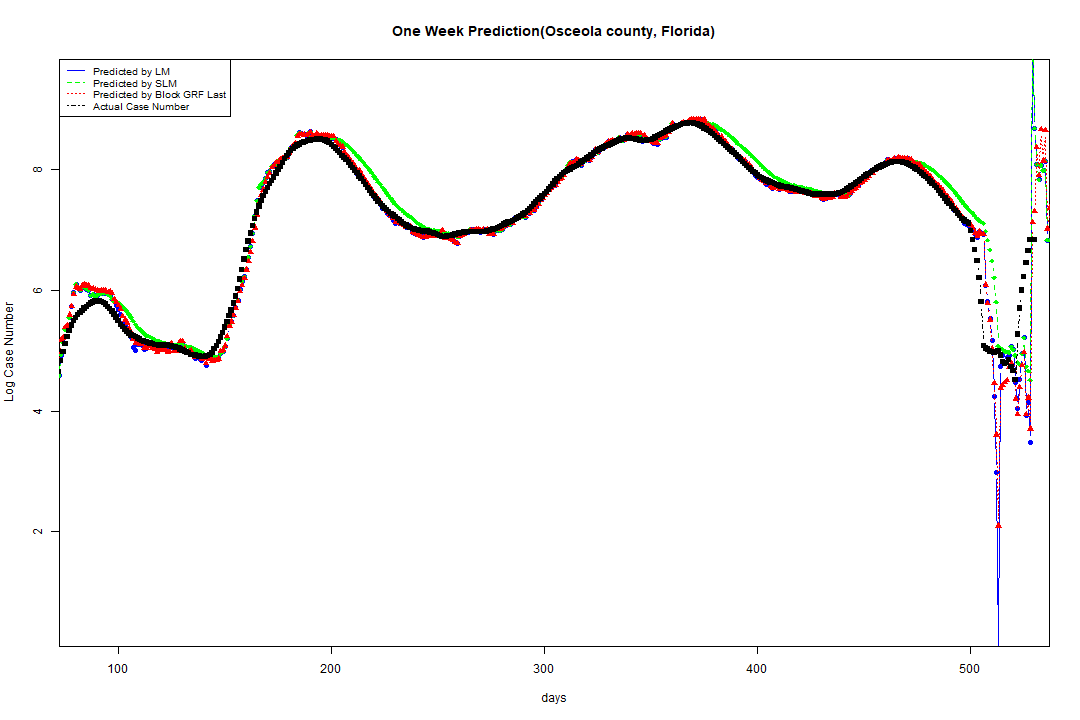 One Week Prediction(Osceola county, Florida)
Predicted by LM
Predicted by SLM
Predicted by Block GRF Last
Actual Case Number
8
6
4
2
Log Case Number
100 200 300 400 500
days